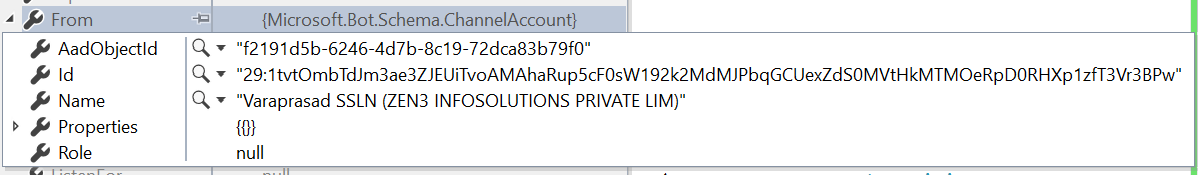 From {Microsoft.Bot.Schema.ChannelAccount}
AadObjectId "f2191d5b-6246-4d7b-8c19-72dca83b79f0"
Id "29:1tvtOmbTdJm3ae3ZJEUiTvoAMAhaRup5cF0sW192k2MdMJPbqGCUexZdS0MVtHkMTMOeRpD0RHXp1zfT3Vr3BPw"
Name "Varaprasad SSLN (ZEN3 INFOSOLUTIONS PRIVATE LIM)"
Properties {{}}
Role null